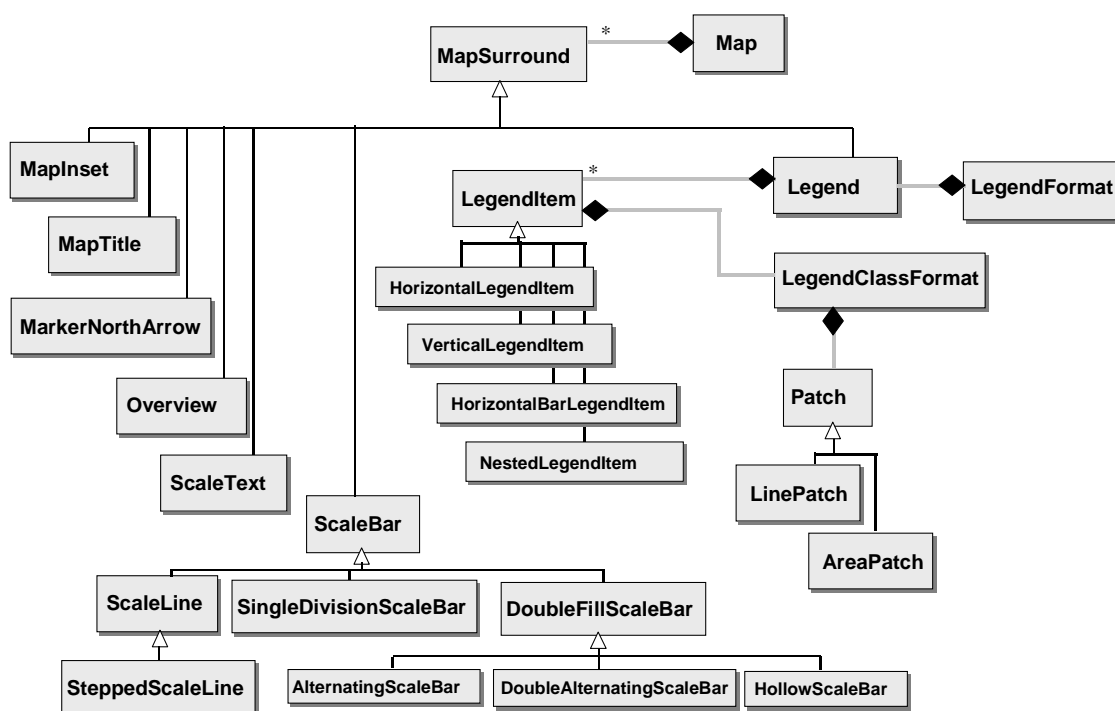 *
Map
MapSurround
MapInset
*
LegendItem
Legend
LegendFormat
MapTitle
LegendClassFormat
HorizontalLegendItem
MarkerNorthArrow
VerticalLegendItem
Overview
HorizontalBarLegendItem
Patch
NestedLegendItem
ScaleText
LinePatch
ScaleBar
AreaPatch
ScaleLine
SingleDivisionScaleBar
DoubleFillScaleBar
SteppedScaleLine
AlternatingScaleBar
DoubleAlternatingScaleBar
HollowScaleBar